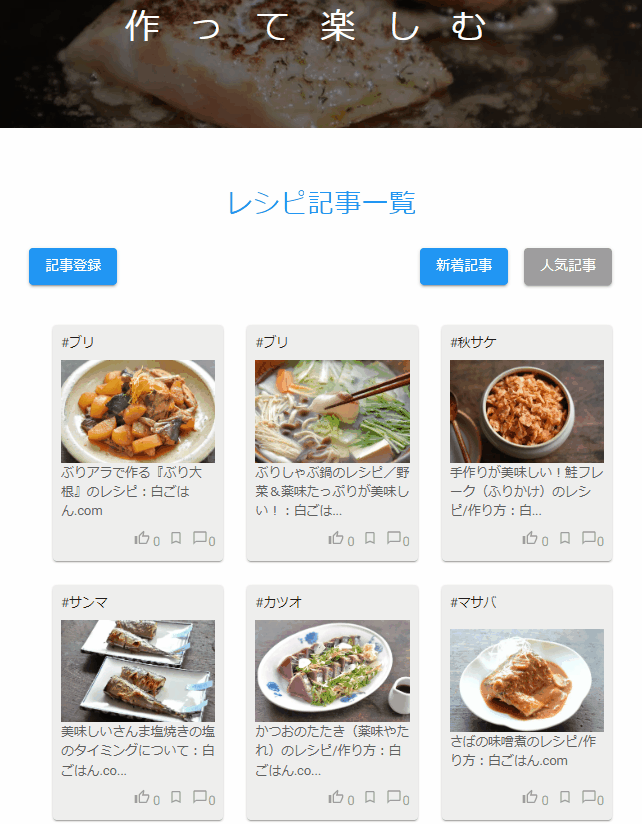 作って楽しむ
レシピ記事一覧
記事登録
新着記事
人気記事
#ブリ
ぶりアラで作る『ぶり大
根』のレシピ：白ごは
ん.com
0
0
#ブリ
ぶりしゃぶ鍋のレシピ／野
菜＆薬味たっぷりが美味し
い！：白ごは...
0
0
#秋サケ
手作りが美味しい！鮭フレ
ーク（ふりかけ）のレシ
ピ/作り方：白...
0
0
#サンマ
美味しいさんま塩焼きの塩
のタイミングについて：白
ごはん.co...
0
0
#カツオ
かつおのたたき（薬味やた
れ）のレシピ/作り方：白
ごはん.co...
0
0
#マサバ
さばの味噌煮のレシピ/作
り方：白ごはん.com
0
0